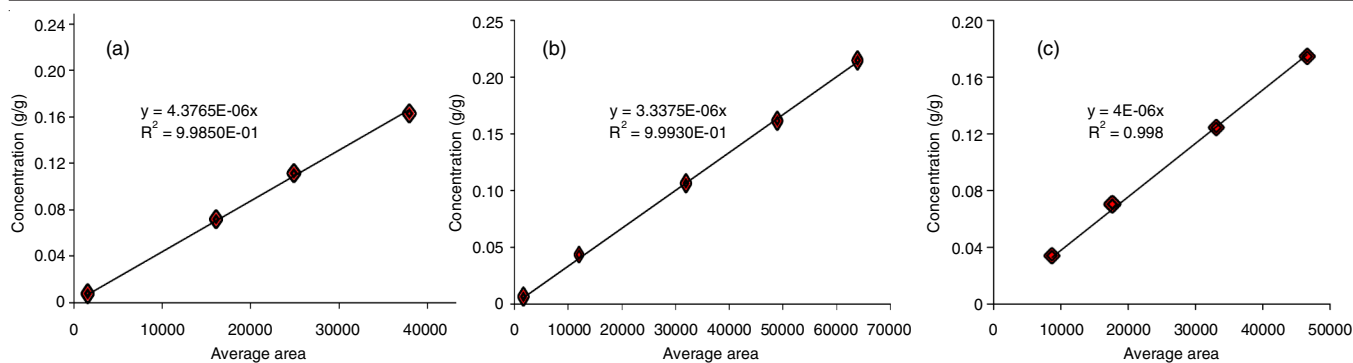 (a)
Concentration (g/g)
0.24
0.20
0.16
0.12
0.08
0.04
0
y = 4.3765E-06x
R² = 9.9850E-01
0 10000 20000 30000 40000
Average area
(b)
Concentration (g/g)
0.25
0.20
0.15
0.10
0.05
0
y = 3.3375E-06x
R² = 9.9930E-01
0 10000 20000 30000 40000 50000 60000 70000
Average area
(c)
Concentration (g/g)
0.20
0.16
0.12
0.08
0.04
0
y = 4E-06x
R² = 0.998
0 10000 20000 30000 40000 50000
Average area